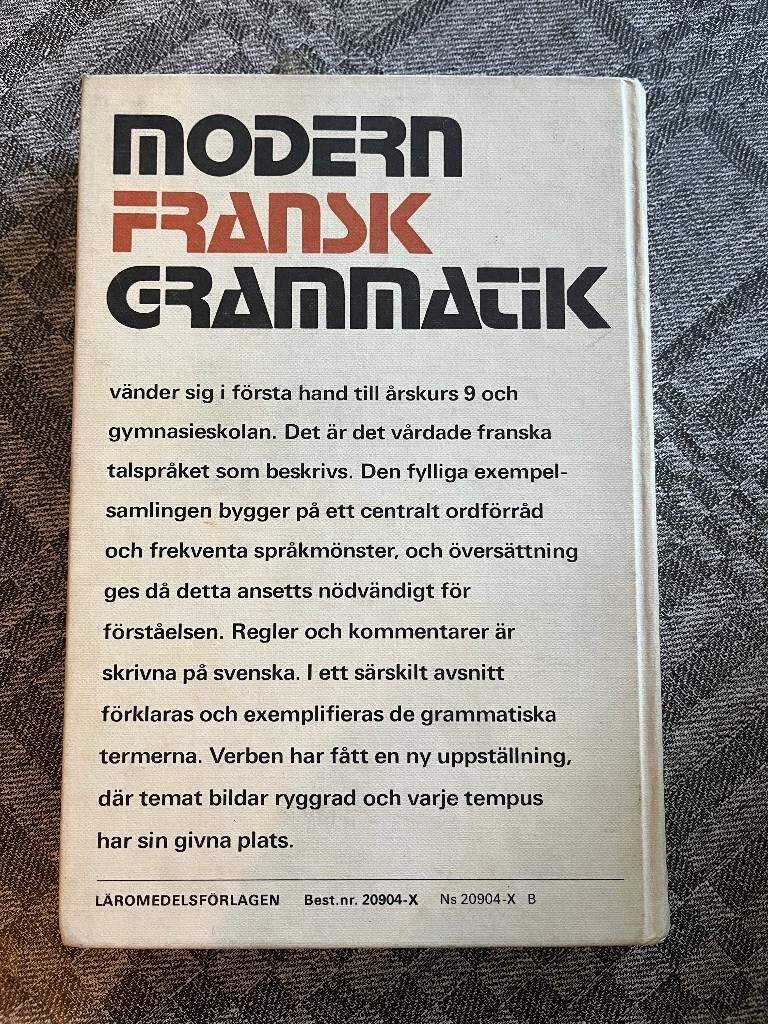 MODERN
FRANSK
GRAMMATIK
vänder sig i första hand till årskurs 9 och
gymnasieskolan. Det är det vårdade franska
talspråket som beskrivs. Den fylliga exempel-
samlingen bygger på ett centralt ordförråd
och frekventa språkmönster, och översättning
ges då detta ansetts nödvändigt för
förståelsen. Regler och kommentarer är
skrivna på svenska. I ett särskilt avsnitt
förklaras och exemplifieras de grammatiska
termerna. Verben har fått en ny uppställning,
där temat bildar ryggrad och varje tempus
har sin givna plats.
LÄROMEDELSFÖRLAGEN Best.nr. 20904-X Ns 20904-X B